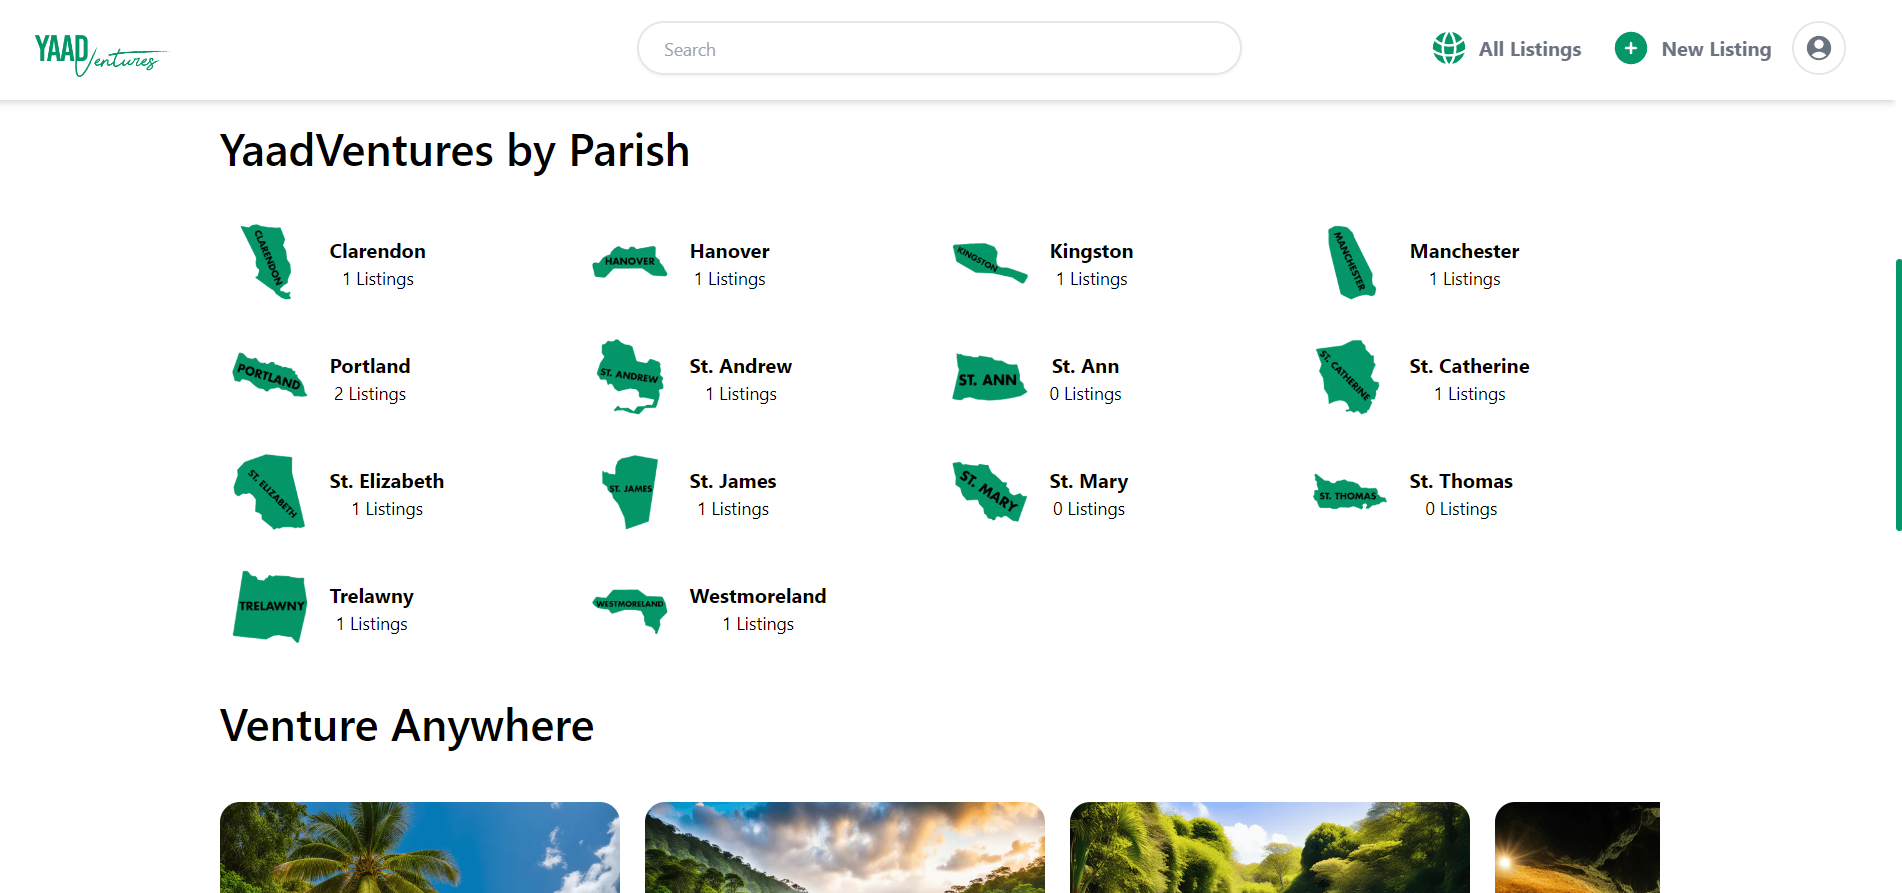 YAAD Ventures
Search
All Listings
New Listing
YaadVentures by Parish
CLARENDON
Clarendon
1 Listings
HANOVER
Hanover
1 Listings
KINGSTON
Kingston
1 Listings
MANCHESTER
Manchester
1 Listings
PORTLAND
Portland
2 Listings
ST. ANDREW
St. Andrew
1 Listings
ST. ANN
St. Ann
0 Listings
ST. CATHERINE
St. Catherine
1 Listings
ST. ELIZABETH
St. Elizabeth
1 Listings
ST. JAMES
St. James
1 Listings
ST. MARY
St. Mary
0 Listings
ST. THOMAS
St. Thomas
0 Listings
TRELAWNY
Trelawny
1 Listings
WESTMORELAND
Westmoreland
1 Listings
Venture Anywhere